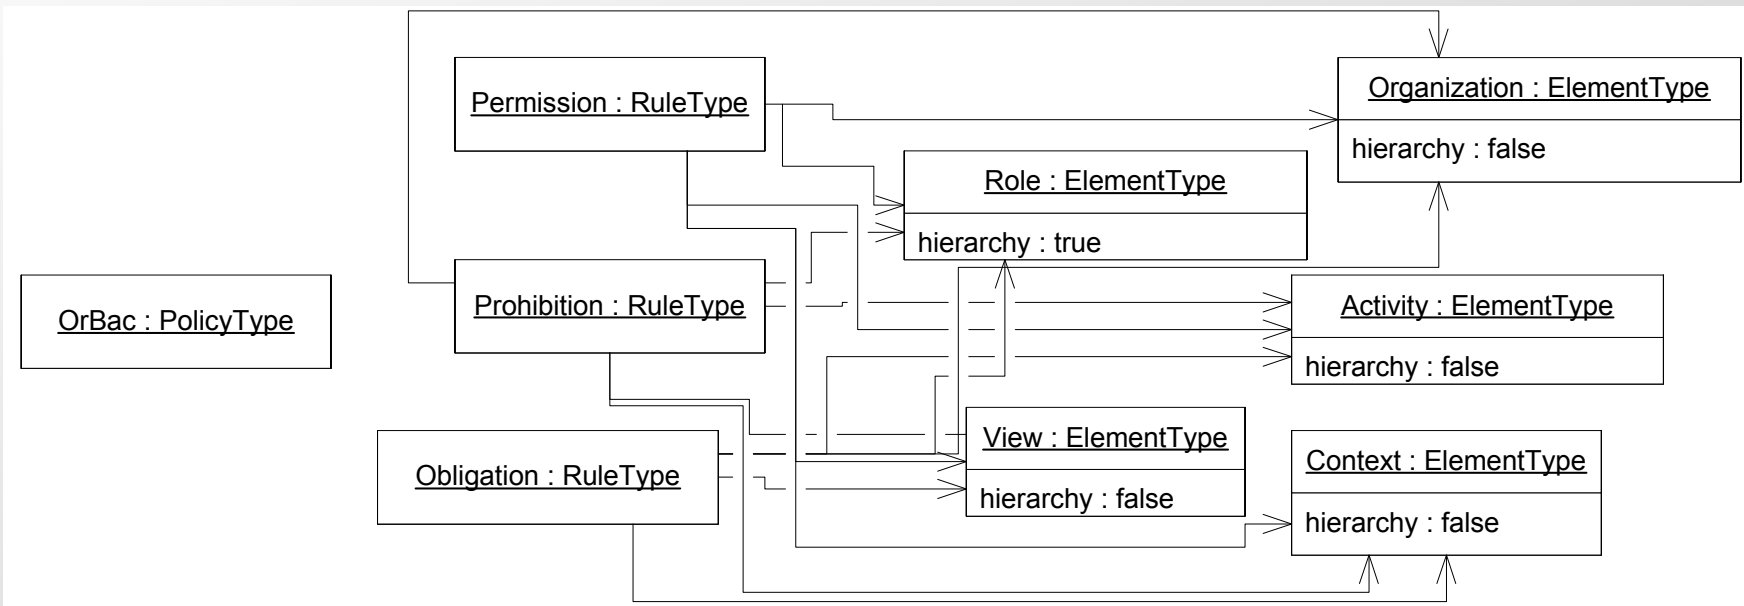 Permission : RuleType
Organization : ElementType
hierarchy : false
Role : ElementType
hierarchy : true
Prohibition : RuleType
OrBac : PolicyType
Activity : ElementType
hierarchy : false
View : ElementType
hierarchy : false
Obligation : RuleType
Context : ElementType
hierarchy : false